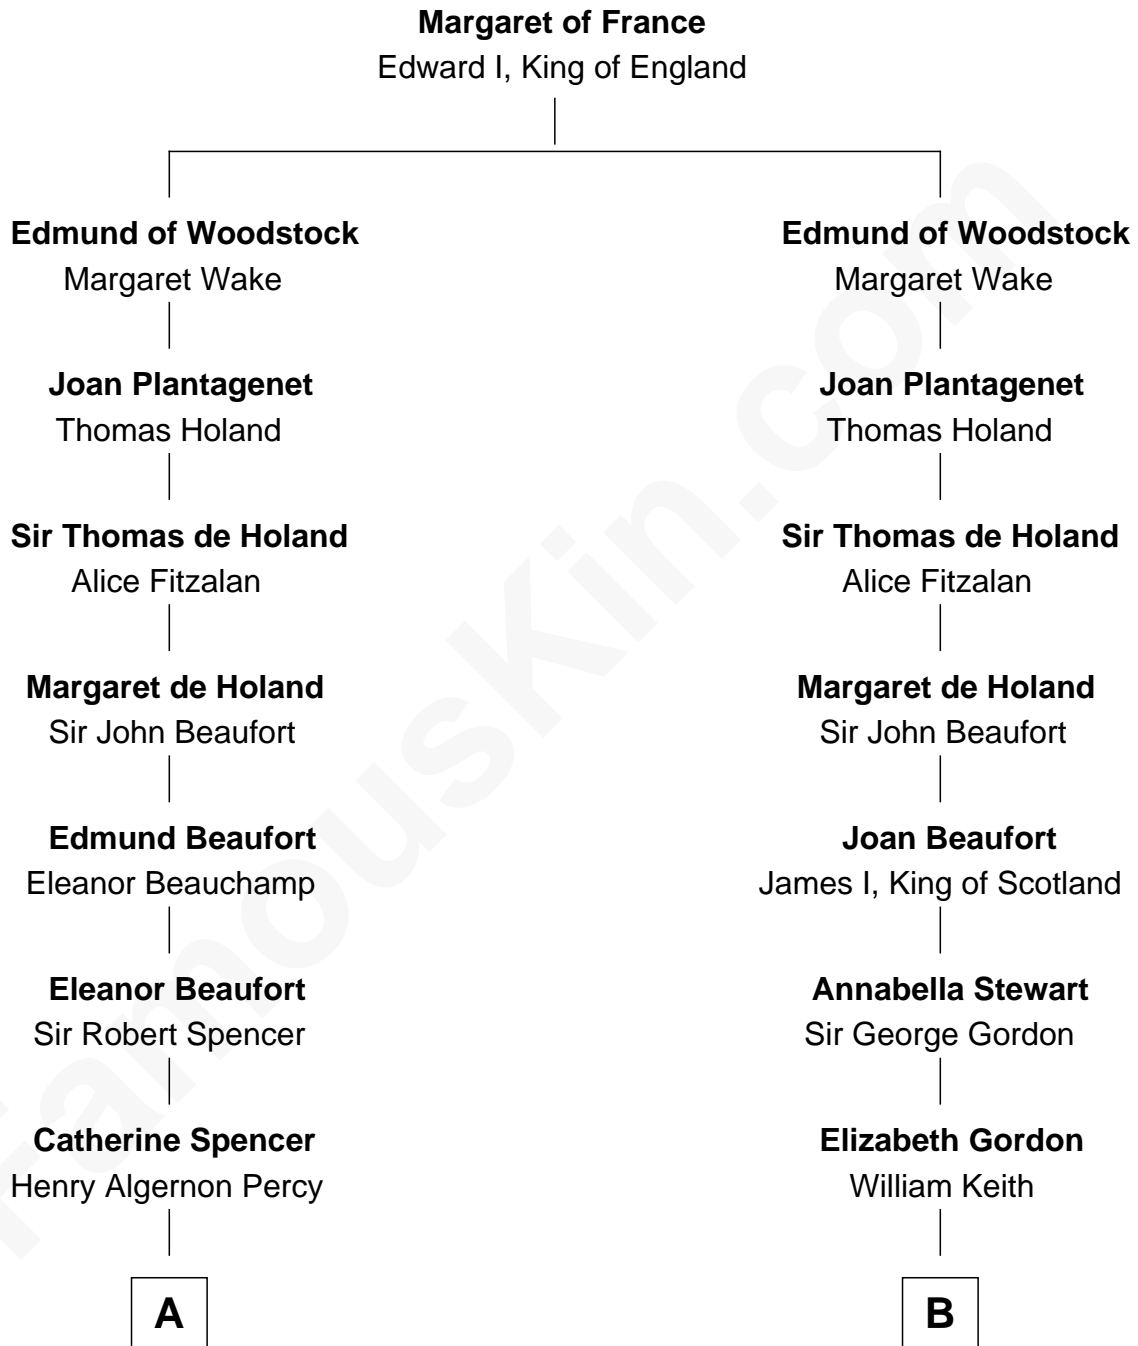 Margaret of France
Edward I, King of England
Edmund of Woodstock
Margaret Wake
Joan Plantagenet
Thomas Holand
Sir Thomas de Holand
Alice Fitzalan
Margaret de Holand
Sir John Beaufort
Edmund Beaufort
Eleanor Beauchamp
Eleanor Beaufort
Sir Robert Spencer
Catherine Spencer
Henry Algernon Percy
A
Edmund of Woodstock
Margaret Wake
Joan Plantagenet
Thomas Holand
Sir Thomas de Holand
Alice Fitzalan
Margaret de Holand
Sir John Beaufort
Joan Beaufort
James I, King of Scotland
Annabella Stewart
Sir George Gordon
Elizabeth Gordon
William Keith
B
FamousKin.com